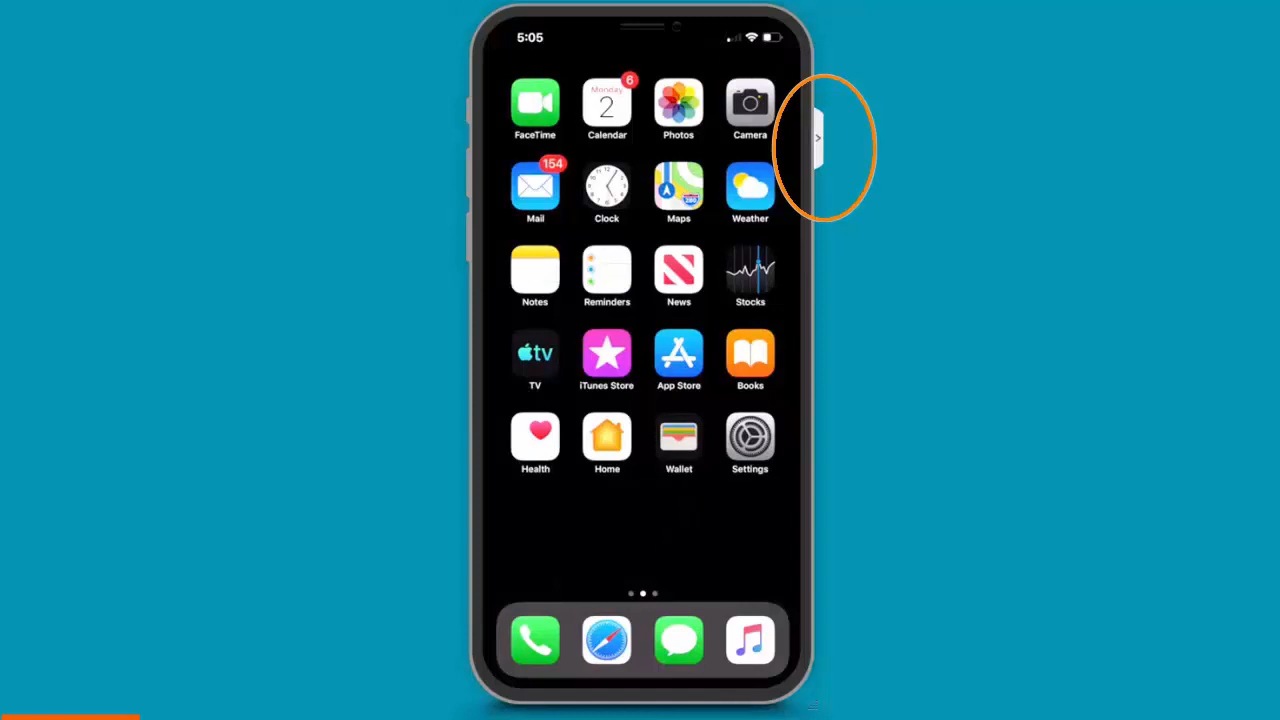 5:05
6
Monday
2
FaceTime Calendar Photos Camera
154
280
Mail Clock Maps Weather
Notes Reminders News Stocks
tv
TV iTunes Store App Store Books
Health Home Wallet Settings